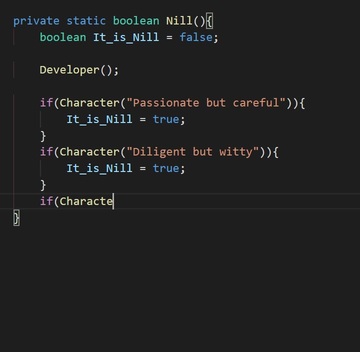 private static boolean Nill(){
    boolean It_is_Nill = false;
    Developer();
    if(Character("Passionate but careful")){
        It_is_Nill = true;
    }
    if(Character("Diligent but witty")){
        It_is_Nill = true;
    }
    if(Characte
}